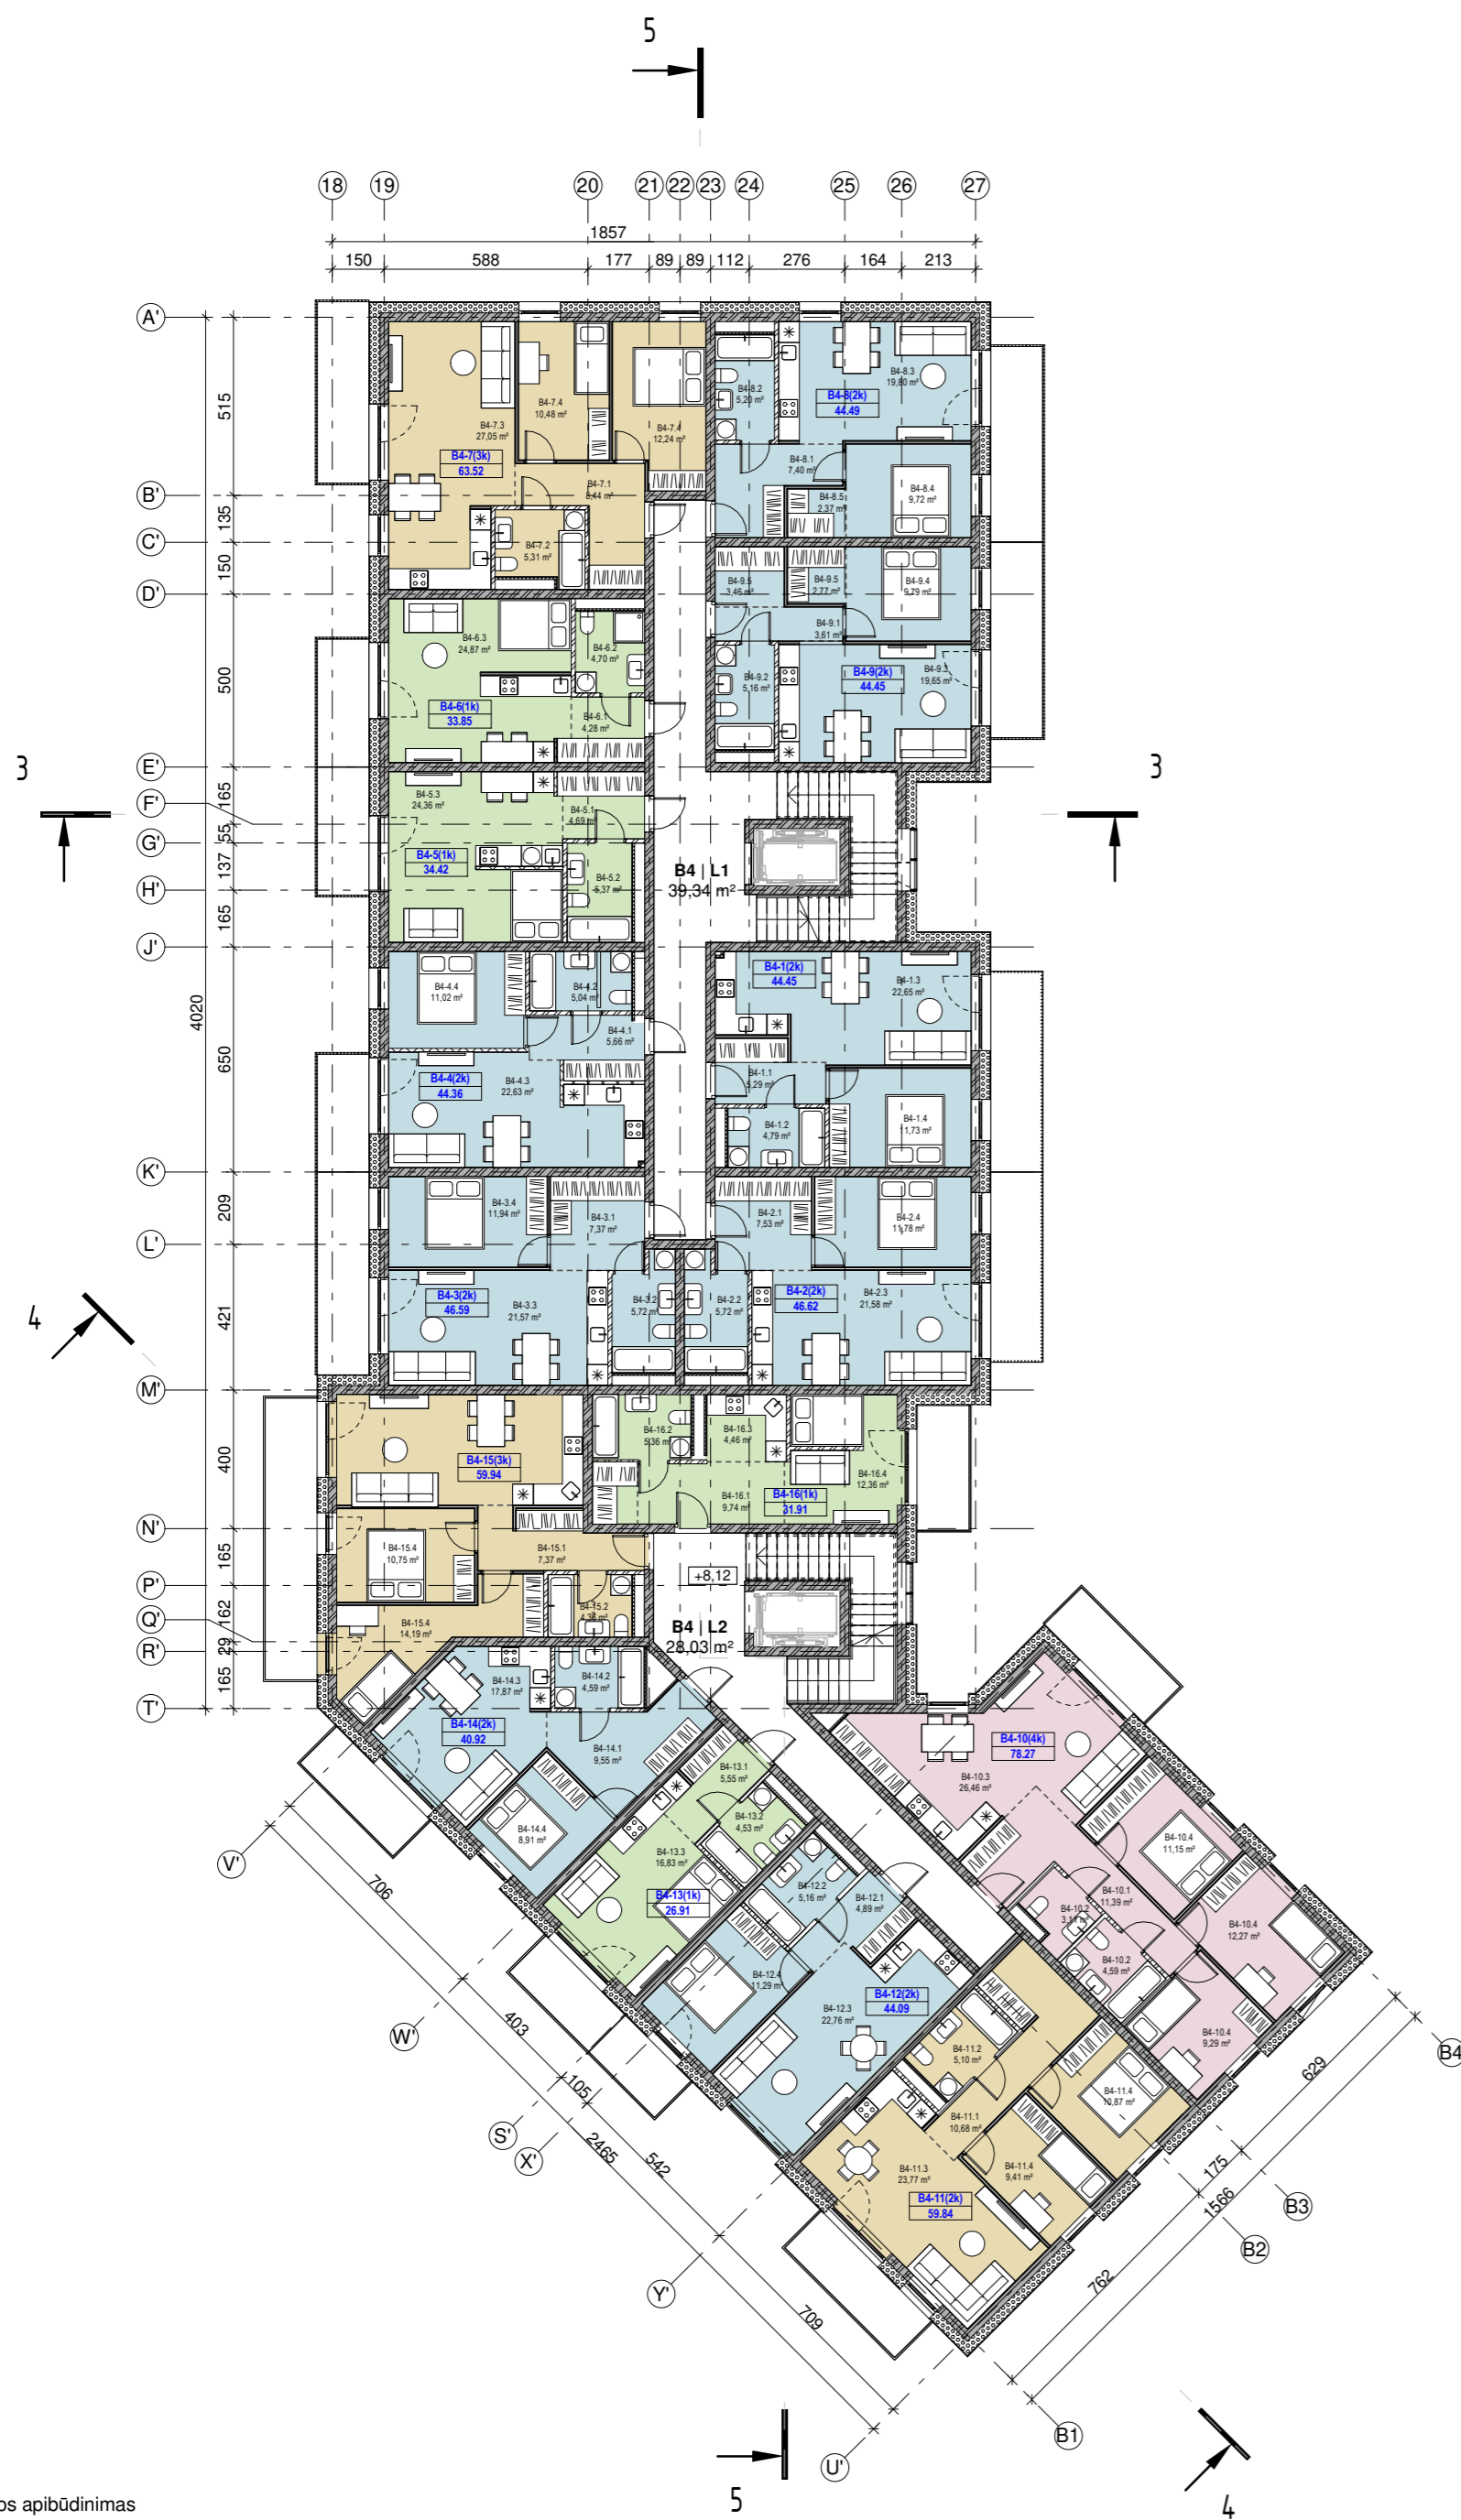 5
18 19 20 21 22 23 24 25 26 27
1857
150 588 177 89 89 112 276 164 213
A'
B'
C'
D'
E'
F'
G'
H'
J'
K'
L'
M'
N'
P'
Q'
R'
T'
515
135
150
500
165
55
137
165
650
209
421
400
165
162
29
165
4020
3
3
4
B4-7.3
27,05 m²
B4-7.4
10,48 m²
B4-7.4
12,24 m²
B4-7(3k)
63.52
B4-7.1
8,44 m²
B4-7.2
5,31 m²
B4-8.2
5,20 m²
B4-8.3
19,80 m²
B4-8(2k)
44.49
B4-8.1
7,40 m²
B4-8.4
9,72 m²
B4-8.5
2,37 m²
B4-9.5
3,46 m²
B4-9.5
2,77 m²
B4-9.4
9,79 m²
B4-9.1
3,61 m²
B4-9.2
5,16 m²
B4-9(2k)
44.45
B4-9.3
19,65 m²
B4-6.3
24,87 m²
B4-6.2
4,70 m²
B4-6(1k)
33.85
B4-6.1
4,28 m²
B4-5.3
24,36 m²
B4-5.1
4,69 m²
B4-5(1k)
34.42
B4-5.2
5,37 m²
B4 | L1
39,34 m²
B4-4.4
11,02 m²
B4-4.2
5,04 m²
B4-4.1
5,66 m²
B4-4(2k)
44.36
B4-4.3
22,63 m²
B4-1(2k)
44.45
B4-1.3
22,65 m²
B4-1.1
5,29 m²
B4-1.2
4,79 m²
B4-1.4
11,73 m²
B4-3.4
11,94 m²
B4-3.1
7,37 m²
B4-3(2k)
46.59
B4-3.3
21,57 m²
B4-3.2
5,72 m²
B4-2.1
7,53 m²
B4-2.4
11,78 m²
B4-2.2
5,72 m²
B4-2(2k)
46.62
B4-2.3
21,58 m²
B4-15(3k)
59.94
B4-15.4
10,75 m²
B4-15.1
7,37 m²
B4-15.2
4,36 m²
B4-15.4
14,19 m²
B4-16.2
5,36 m²
B4-16.3
4,46 m²
B4-16.4
12,36 m²
B4-16.1
9,74 m²
B4-16(1k)
31.91
+8,12
B4 | L2
28,03 m²
B4-14.3
17,87 m²
B4-14.2
4,59 m²
B4-14(2k)
40.92
B4-14.1
9,55 m²
B4-14.4
8,91 m²
B4-13.1
5,55 m²
B4-13.2
4,53 m²
B4-13.3
16,83 m²
B4-13(1k)
26.91
B4-12.2
5,16 m²
B4-12.1
4,89 m²
B4-12.4
11,29 m²
B4-12(2k)
44.09
B4-12.3
22,76 m²
B4-10(4k)
78.27
B4-10.3
26,46 m²
B4-10.4
11,15 m²
B4-10.1
11,39 m²
B4-10.2
B4-10.4
12,27 m²
B4-10.2
4,59 m²
B4-10.4
9,29 m²
B4-11.2
5,10 m²
B4-11.4
10,87 m²
B4-11.1
10,68 m²
B4-11.4
9,41 m²
B4-11.3
23,77 m²
B4-11(2k)
59.84
V'
W'
S'
X'
Y'
U'
706
403
105
542
709
2465
B1
B2
B3
B4
762
175
629
1566
5
4
os apibūdinimas